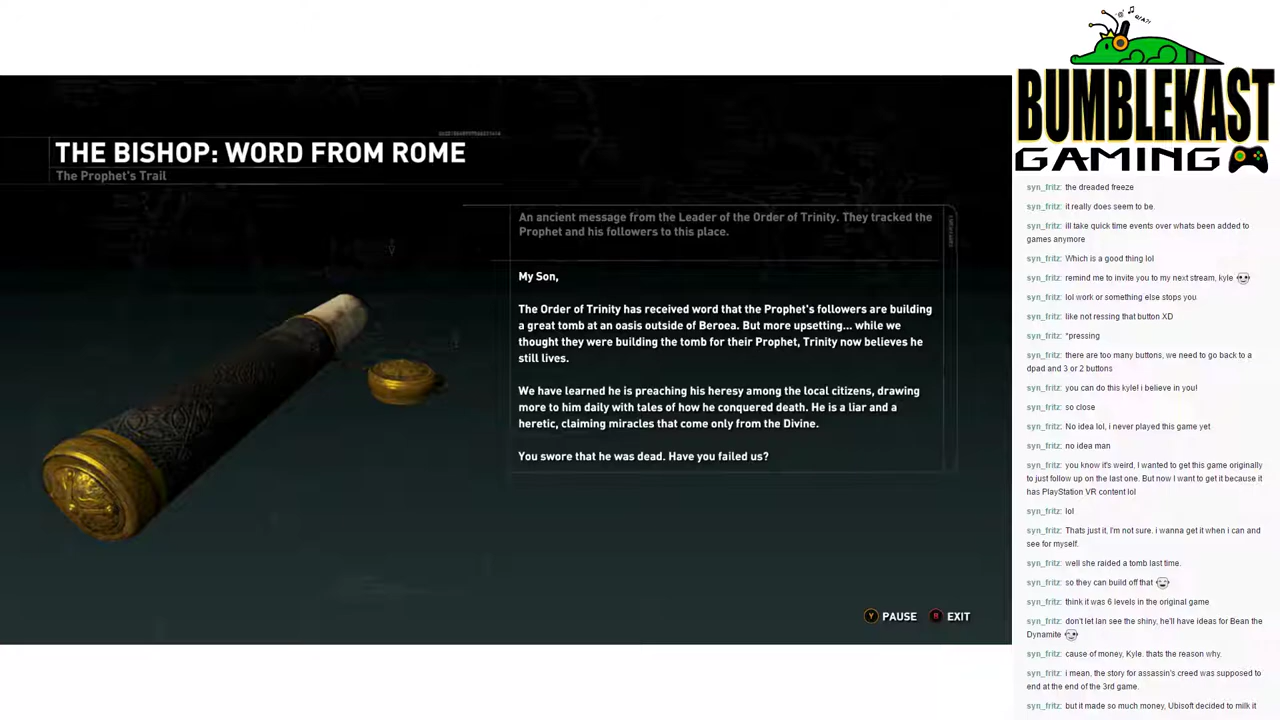 THE BISHOP: WORD FROM ROME
The Prophet's Trail
An ancient message from the Leader of the Order of Trinity. They tracked the
Prophet and his followers to this place.
My Son,
The Order of Trinity has received word that the Prophet's followers are building
a great tomb at an oasis outside of Beroea. But more upsetting... while we
thought they were building the tomb for their Prophet, Trinity now believes he
still lives.
We have learned he is preaching his heresy among the local citizens, drawing
more to him daily with tales of how he conquered death. He is a liar and a
heretic, claiming miracles that come only from the Divine.
You swore that he was dead. Have you failed us?
Y PAUSE
EXIT
Q/A?!
BUMBLEKAST
GAMING
syn_fritz: the dreaded freeze
syn_fritz: it really does seem to be.
syn_fritz: ill take quick time events over whats been added to
games anymore
syn_fritz: Which is a good thing lol
syn_fritz: remind me to invite you to my next stream, kyle
syn_fritz: lol work or something else stops you
syn_fritz: like not ressing that button XD
syn_fritz: *pressing
syn_fritz: there are too many buttons, we need to go back to a
dpad and 3 or 2 buttons
syn_fritz: you can do this kyle! i believe in you!
syn_fritz: so close
syn_fritz: No idea lol, i never played this game yet
syn_fritz: no idea man
syn_fritz: you know it's weird, I wanted to get this game originally
to just follow up on the last one. But now I want to get it because it
has PlayStation VR content lol
syn_fritz: lol
syn_fritz: Thats just it, I'm not sure. i wanna get it when i can and
see for myself.
syn_fritz: well she raided a tomb last time.
syn_fritz: so they can build off that
syn_fritz: think it was 6 levels in the original game
syn_fritz: don't let Ian see the shiny, he'll have ideas for Bean the
Dynamite
syn_fritz: cause of money, Kyle. thats the reason why.
syn_fritz: i mean, the story for assassin's creed was supposed to
end at the end of the 3rd game.
syn_fritz: but it made so much money, Ubisoft decided to milk it